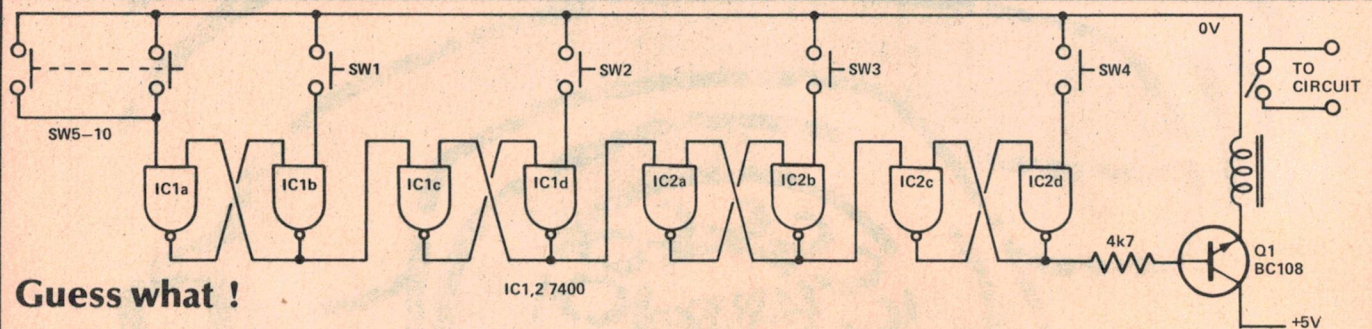 0V
SW1
SW2
SW3
SW4
TO
CIRCUIT
SW5–10
IC1a
IC1b
IC1c
IC1d
IC2a
IC2b
IC2c
IC2d
4k7
Q1
BC108
Guess what !
IC1,2 7400
+5V